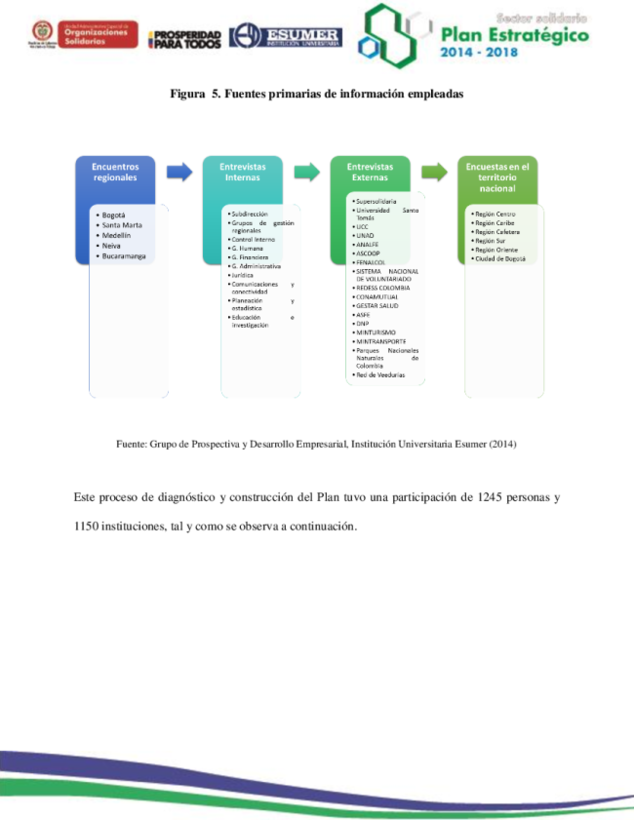 Unidad Administrativa Especial de
Organizaciones
Solidarias
PROSPERIDAD
PARA TODOS
ESUMER
INSTITUCIÓN UNIVERSITARIA
Sector solidario
Plan Estratégico
2014 - 2018
Figura 5. Fuentes primarias de información empleadas
Encuentros
regionales
• Bogotá
• Santa Marta
• Medellín
• Neiva
• Bucaramanga
Entrevistas
Internas
• Subdirección
• Grupos de gestión
regionales
• Control Interno
• G. Humana
• G. Financiera
• G. Administrativa
• Jurídica
• Comunicaciones y
conectividad
• Planeación y
estadística
• Educación e
investigación
Entrevistas
Externas
• Supersolidaria
• Universidad Santo
Tomás
• UCC
• UNAD
• ANALFE
• ASCOOP
• FENALCOL
• SISTEMA NACIONAL
DE VOLUNTARIADO
• REDESS COLOMBIA
• CONAMUTUAL
• GESTAR SALUD
• ASFE
• DNP
• MINTURISMO
• MINTRANSPORTE
• Parques Nacionales
Naturales de
Colombia
• Red de Veedurías
Encuestas en el
territorio
nacional
• Región Centro
• Región Caribe
• Región Cafetera
• Región Sur
• Región Oriente
• Ciudad de Bogotá
Fuente: Grupo de Prospectiva y Desarrollo Empresarial, Institución Universitaria Esumer (2014)
Este proceso de diagnóstico y construcción del Plan tuvo una participación de 1245 personas y
1150 instituciones, tal y como se observa a continuación.